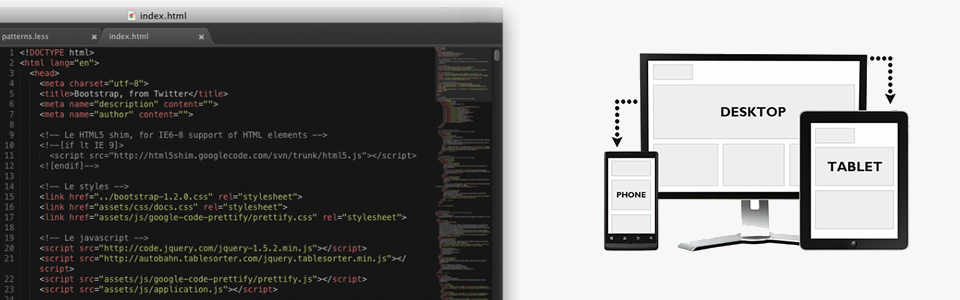 index.html
patterns.less
index.html
1 <!DOCTYPE html>
2 <html lang="en">
3 <head>
4 <meta charset="utf-8">
5 <title>Bootstrap, from Twitter</title>
6 <meta name="description" content="">
7 <meta name="author" content="">
8
9 <!-- Le HTML5 shim, for IE6-8 support of HTML elements -->
10 <!--[if lt IE 9]>
11 <script src="http://html5shim.googlecode.com/svn/trunk/html5.js"></script>
12 <![endif]-->
13
14 <!-- Le styles -->
15 <link href="../bootstrap-1.2.0.css" rel="stylesheet">
16 <link href="assets/css/docs.css" rel="stylesheet">
17 <link href="assets/js/google-code-prettify/prettify.css" rel="stylesheet">
18
19 <!-- Le javascript -->
20 <script src="http://code.jquery.com/jquery-1.5.2.min.js"></script>
21 <script src="http://autobahn.tablesorter.com/jquery.tablesorter.min.js"></
script>
22 <script src="assets/js/google-code-prettify/prettify.js"></script>
23 <script src="assets/js/application.js"></script>
DESKTOP
TABLET
PHONE